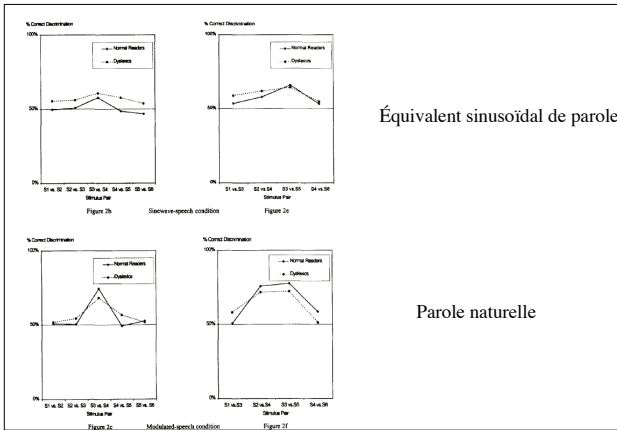 % Correct Discrimination
100%
Normal Readers
Dyslexics
50%
0%
S1 vs. S2 S2 vs. S3 S3 vs. S4 S4 vs. S5 S5 vs. S6
Stimulus Pair
Figure 2b
% Correct Discrimination
100%
Normal Readers
Dyslexics
50%
0%
S1 vs. S3 S2 vs. S4 S3 vs. S5 S4 vs. S6
Stimulus Pair
Figure 2e
Sinewave-speech condition
Équivalent sinusoïdal de parole
% Correct Discrimination
100%
Normal Readers
Dyslexics
50%
0%
S1 vs. S2 S2 vs. S3 S3 vs. S4 S4 vs. S5 S5 vs. S6
Stimulus Pair
Figure 2c
% Correct Discrimination
100%
Normal Readers
Dyslexics
50%
0%
S1 vs. S3 S2 vs. S4 S3 vs. S5 S4 vs. S6
Stimulus Pair
Figure 2f
Modulated-speech condition
Parole naturelle